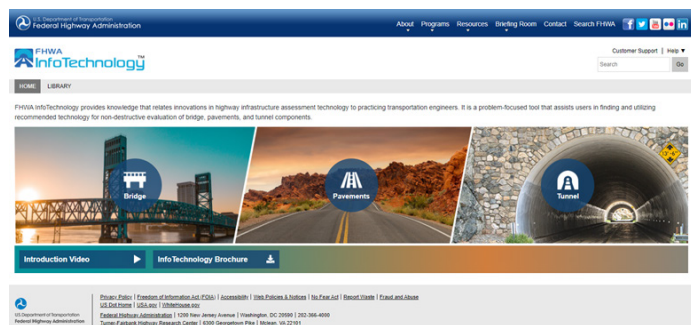 U.S. Department of Transportation
Federal Highway Administration
About Programs Resources Briefing Room Contact Search FHWA
FHWA
InfoTechnology™
Customer Support | Help ▼
Search Go
HOME LIBRARY
FHWA InfoTechnology provides knowledge that relates innovations in highway infrastructure assessment technology to practicing transportation engineers. It is a problem-focused tool that assists users in finding and utilizing
recommended technology for non-destructive evaluation of bridge, pavements, and tunnel components.
Bridge Pavements Tunnel
Introduction Video InfoTechnology Brochure
Privacy Policy | Freedom of Information Act (FOIA) | Accessibility | Web Policies & Notices | No Fear Act | Report Waste | Fraud and Abuse
US Dot Home | USA.gov | WhiteHouse.gov
US Department of Transportation
Federal Highway Administration
Federal Highway Administration | 1200 New Jersey Avenue | Washington, DC 20590 | 202-366-4000
Turner-Fairbank Highway Research Center | 6300 Georgetown Pike | Mclean, VA 22101